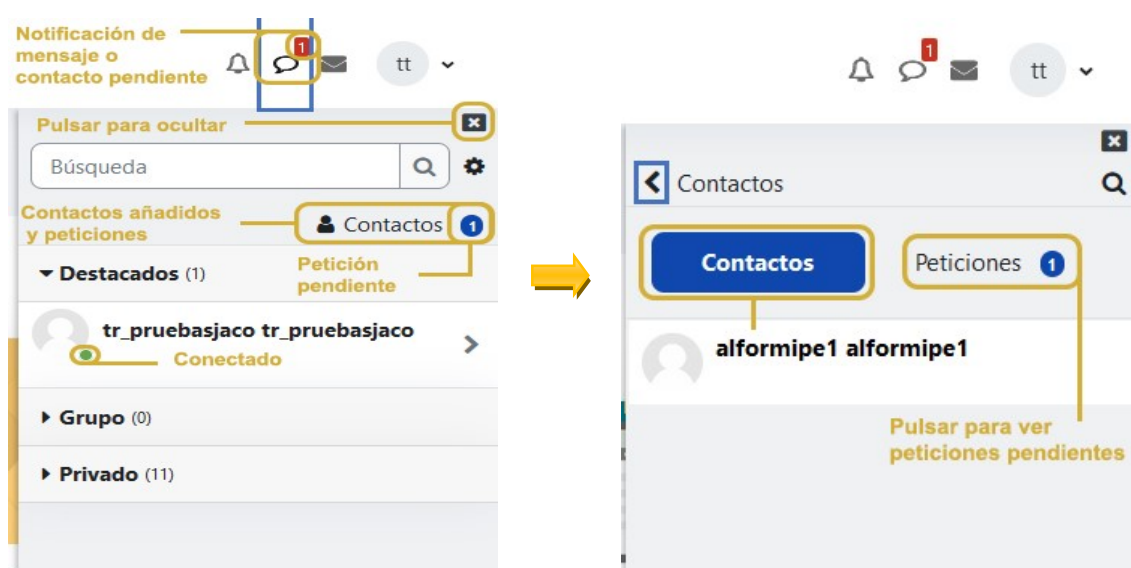 Notificación de
mensaje o
contacto pendiente
1
tt
Pulsar para ocultar
Búsqueda
Contactos añadidos
y peticiones
Contactos 1
Destacados (1)
Petición
pendiente
tr_pruebasjaco tr_pruebasjaco
Conectado
Grupo (0)
Privado (11)
1
tt
Contactos
Contactos
Peticiones 1
alformipe1 alformipe1
Pulsar para ver
peticiones pendientes